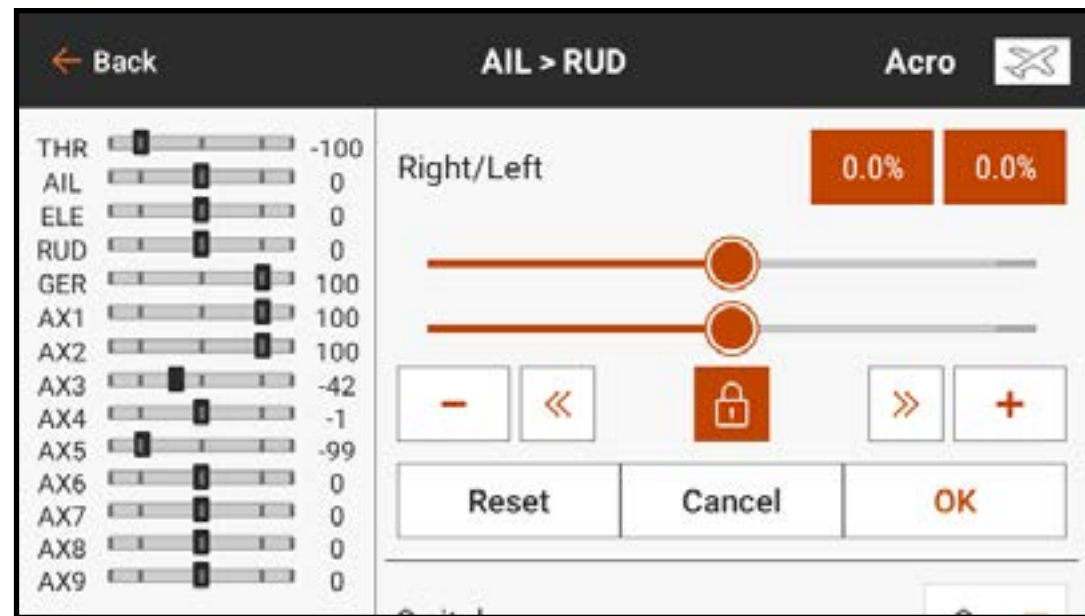 Back AIL > RUD Acro
THR -100
AIL 0
ELE 0
RUD 0
GER 100
AX1 100
AX2 100
AX3 -42
AX4 -1
AX5 -99
AX6 0
AX7 0
AX8 0
AX9 0
Right/Left 0.0% 0.0%
Reset Cancel OK